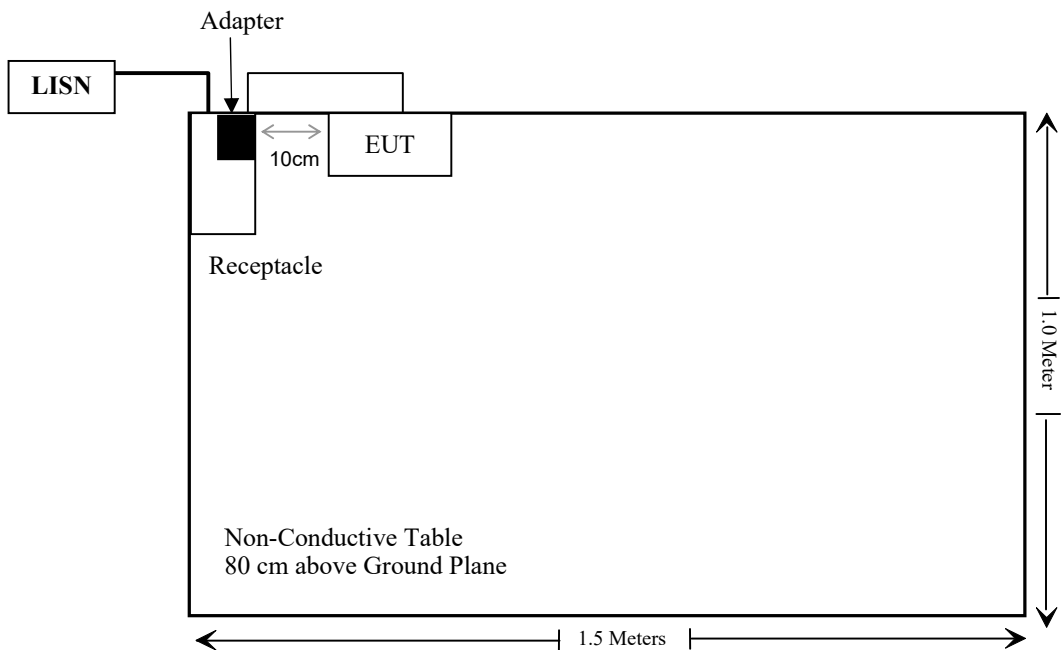 Adapter
LISN
EUT
10cm
Receptacle
1.0 Meter
Non-Conductive Table
80 cm above Ground Plane
1.5 Meters